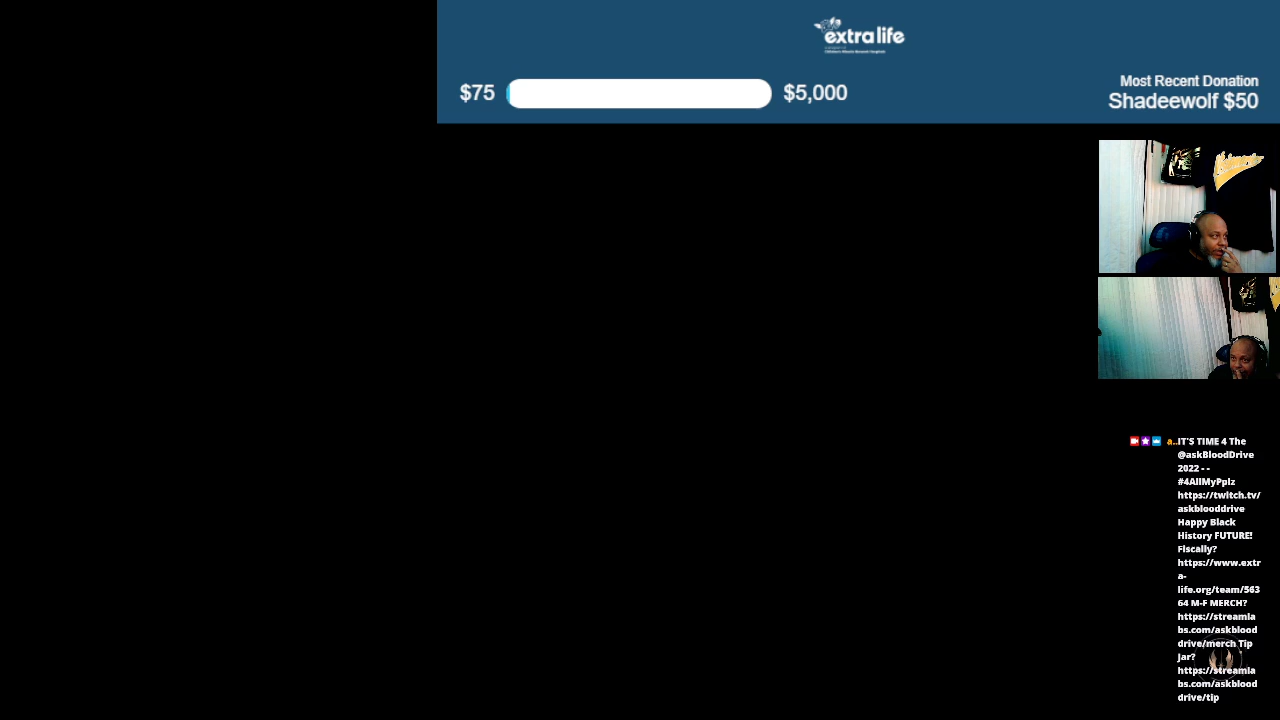 extra life
$75
$5,000
Most Recent Donation
Shadeewolf $50
a..IT'S TIME 4 The
@askBloodDrive
2022 - -
#4AllMyPplz
https://twitch.tv/
askblooddrive
Happy Black
History FUTURE!
Fiscally?
https://www.extr
a-
life.org/team/563
64 M-F MERCH?
https://streamla
bs.com/askblood
drive/merch Tip
Jar?
https://streamla
bs.com/askblood
drive/tip